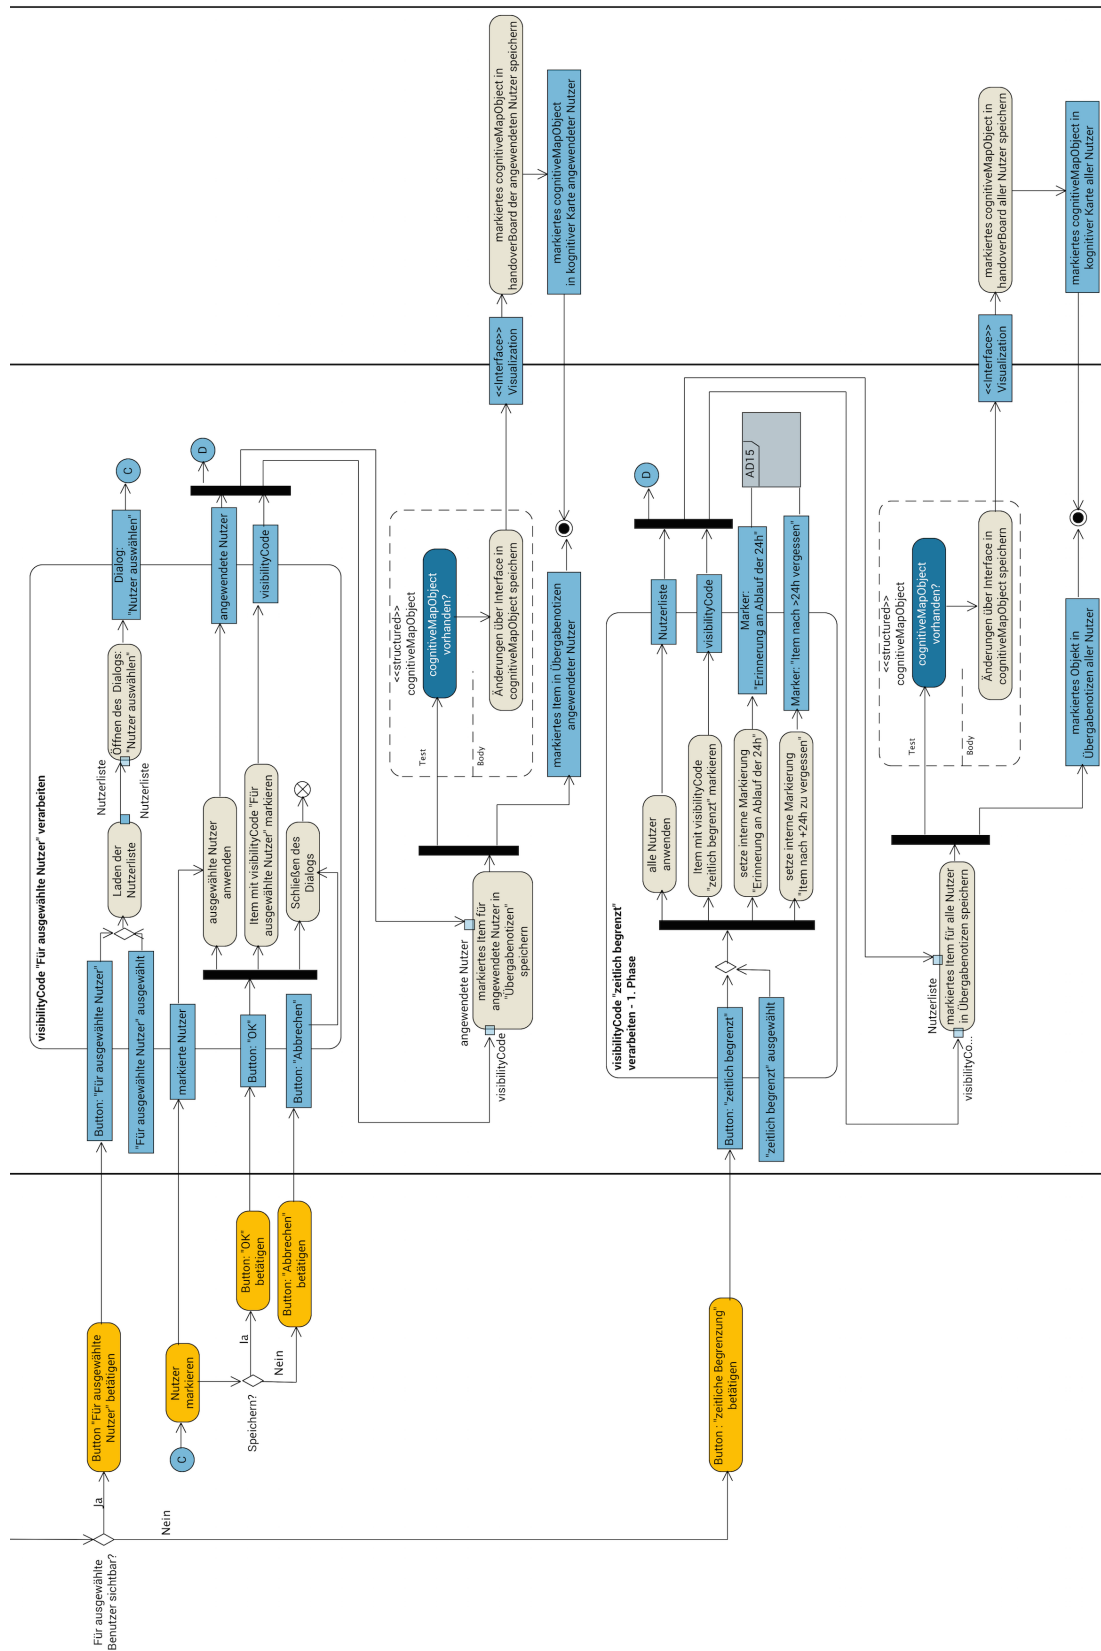 Für ausgewählte
Benutzer sichtbar?
Ja
Nein
Button "Für ausgewählte
Nutzer" betätigen
C
Nutzer
markieren
Speichern?
Ja
Nein
Button: "OK"
betätigen
Button: "Abbrechen"
betätigen
Button : "zeitliche Begrenzung"
betätigen
visibilityCode "Für ausgewählte Nutzer" verarbeiten
Button: "Für ausgewählte Nutzer"
"Für ausgewählte Nutzer" ausgewählt
Laden der
Nutzerliste
Nutzerliste
Nutzerliste
Öffnen des Dialogs:
"Nutzer auswählen"
Dialog:
"Nutzer auswählen"
C
markierte Nutzer
Button: "OK"
Button: "Abbrechen"
ausgewählte Nutzer
anwenden
Item mit visibilityCode "Für
ausgewählte Nutzer" markieren
Schließen des
Dialogs
angewendete Nutzer
visibilityCode
D
angewendete Nutzer
visibilityCode
markiertes Item für
angewendete Nutzer in
"Übergabenotizen"
speichern
<<structured>>
cognitiveMapObject
Test
Body
cognitiveMapObject
vorhanden?
Änderungen über Interface in
cognitiveMapObject speichern
markiertes Item in Übergabenotizen
angewendeter Nutzer
<<Interface>>
Visualization
markiertes cognitiveMapObject in
handoverBoard der angewendeten Nutzer speichern
markiertes cognitiveMapObject
in kognitiver Karte angewendeter Nutzer
visibilityCode "zeitlich begrenzt"
verarbeiten - 1. Phase
Button: "zeitlich begrenzt"
"zeitlich begrenzt" ausgewählt
alle Nutzer
anwenden
Item mit visibilityCode
"zeitlich begrenzt" markieren
setze interne Markierung
"Erinnerung an Ablauf der 24h"
setze interne Markierung
"Item nach +24h zu vergessen"
Nutzerliste
visibilityCode
Marker:
"Erinnerung an Ablauf der 24h"
Marker: "Item nach >24h vergessen"
D
AD15
Nutzerliste
visibilityCo...
markiertes Item für alle Nutzer
in Übergabenotizen speichern
<<structured>>
cognitiveMapObject
Test
Body
cognitiveMapObject
vorhanden?
Änderungen über Interface in
cognitiveMapObject speichern
markiertes Objekt in
Übergabenotizen aller Nutzer
<<Interface>>
Visualization
markiertes cognitiveMapObject in
handoverBoard aller Nutzer speichern
markiertes cognitiveMapObject in
kognitiver Karte aller Nutzer